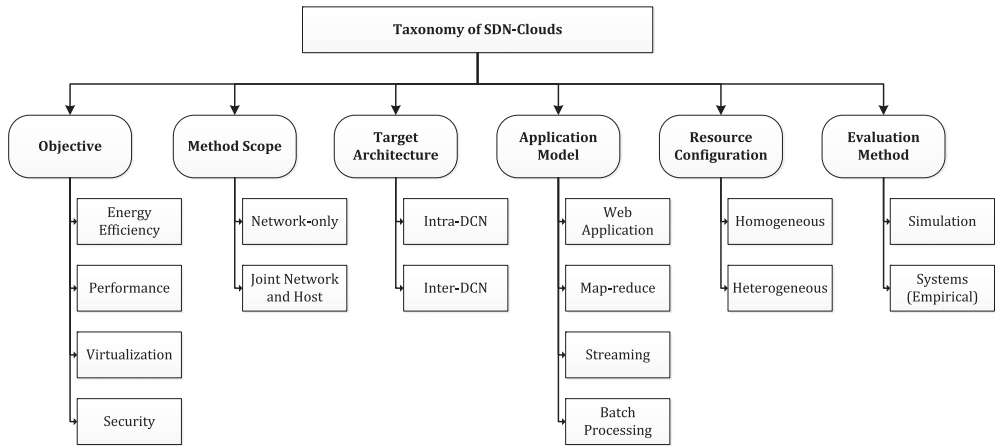 Taxonomy of SDN-Clouds
Objective
Method Scope
Target
Architecture
Application
Model
Resource
Configuration
Evaluation
Method
Energy
Efficiency
Performance
Virtualization
Security
Network-only
Joint Network
and Host
Intra-DCN
Inter-DCN
Web
Application
Map-reduce
Streaming
Batch
Processing
Homogeneous
Heterogeneous
Simulation
Systems
(Empirical)